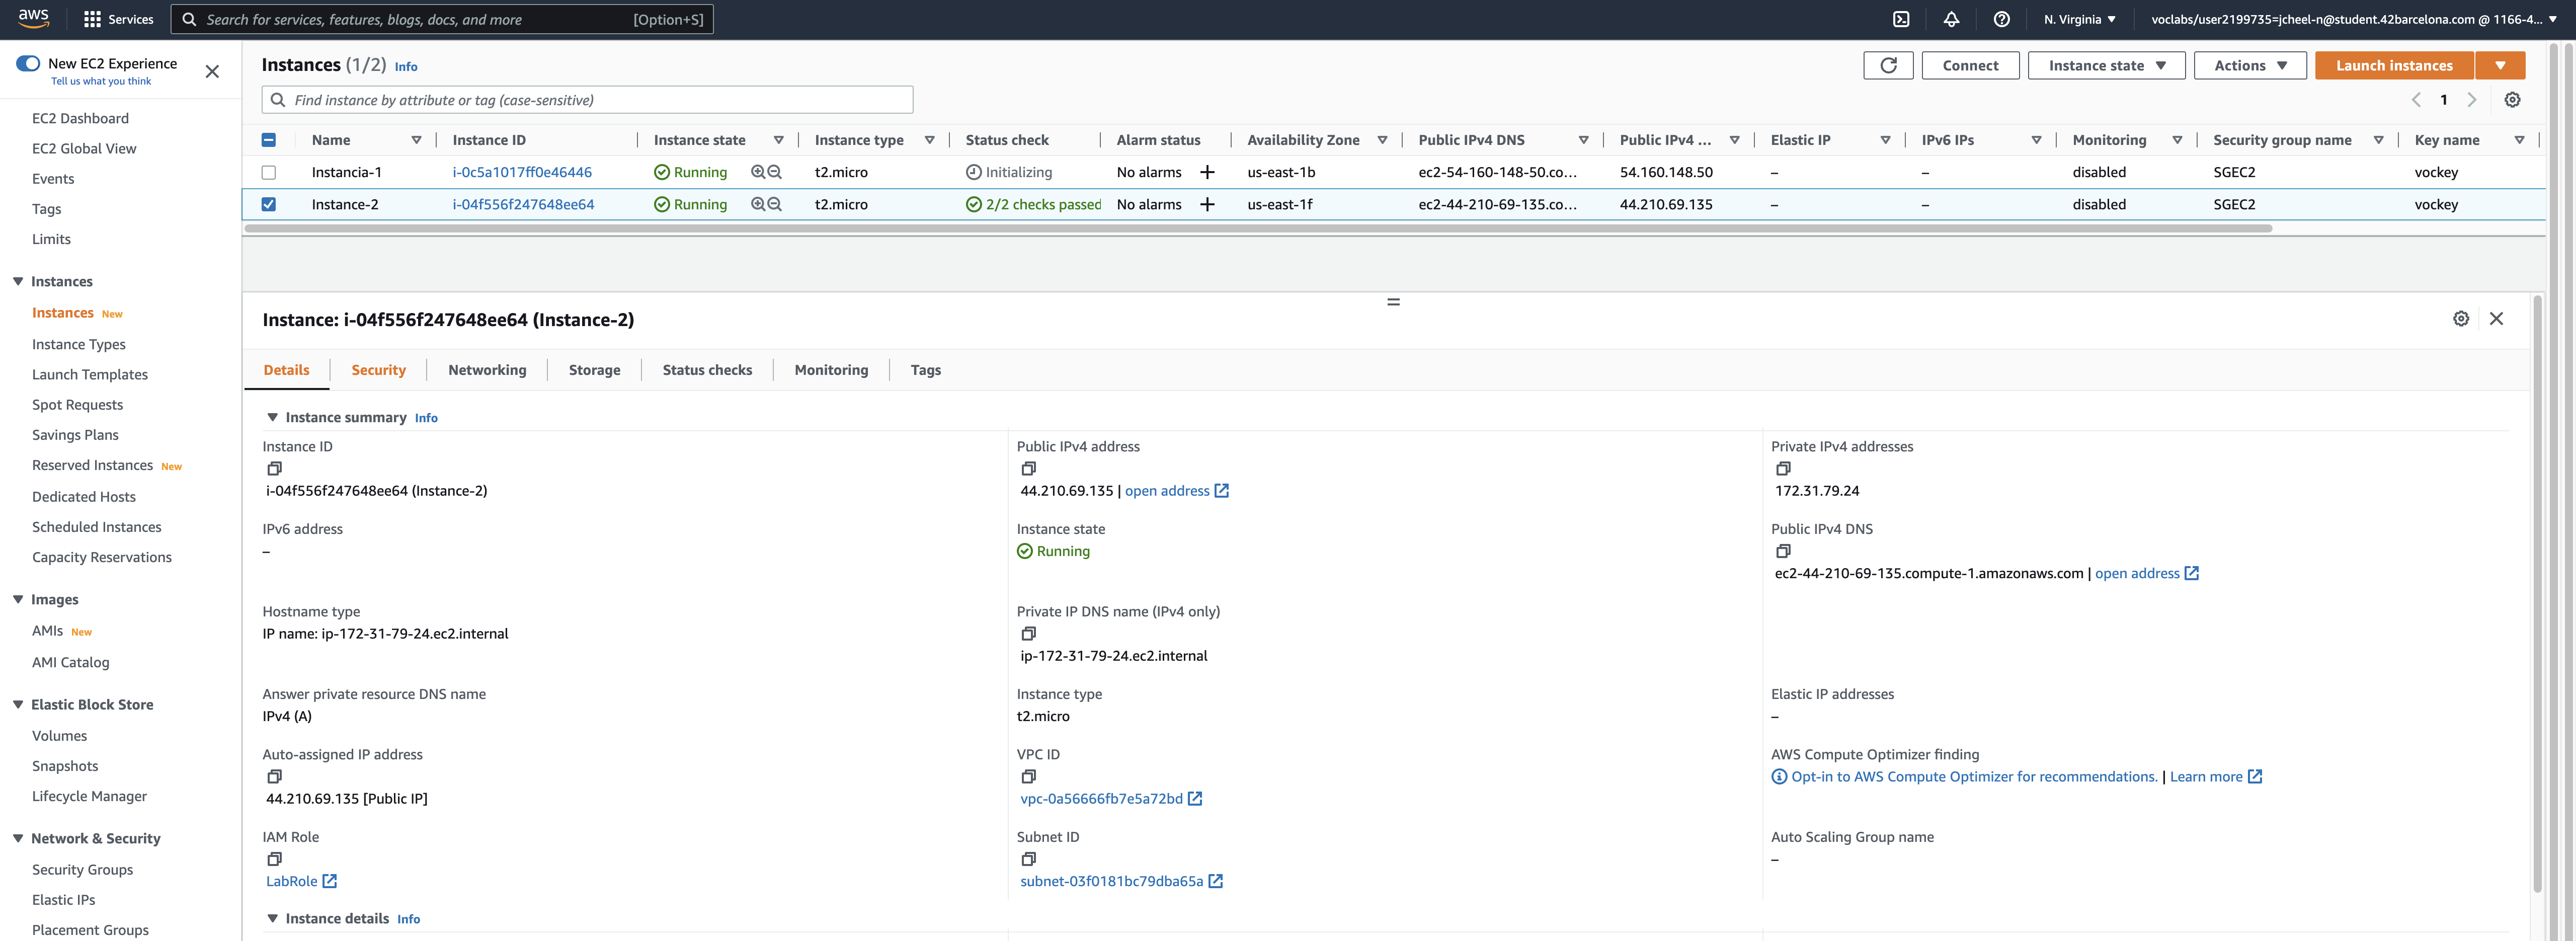 aws
Services
Search for services, features, blogs, docs, and more
[Option+S]
N. Virginia
voclabs/user2199735=jcheel-n@student.42barcelona.com @ 1166-4...
New EC2 Experience
Tell us what you think
EC2 Dashboard
EC2 Global View
Events
Tags
Limits
Instances
Instances New
Instance Types
Launch Templates
Spot Requests
Savings Plans
Reserved Instances New
Dedicated Hosts
Scheduled Instances
Capacity Reservations
Images
AMIs New
AMI Catalog
Elastic Block Store
Volumes
Snapshots
Lifecycle Manager
Network & Security
Security Groups
Elastic IPs
Placement Groups
Instances (1/2) Info
Connect
Instance state
Actions
Launch instances
Find instance by attribute or tag (case-sensitive)
1
Name Instance ID Instance state Instance type Status check Alarm status Availability Zone Public IPv4 DNS Public IPv4 ... Elastic IP IPv6 IPs Monitoring Security group name Key name
Instancia-1 i-0c5a1017ff0e46446 Running t2.micro Initializing No alarms us-east-1b ec2-54-160-148-50.co... 54.160.148.50 – – disabled SGEC2 vockey
Instance-2 i-04f556f247648ee64 Running t2.micro 2/2 checks passed No alarms us-east-1f ec2-44-210-69-135.co... 44.210.69.135 – – disabled SGEC2 vockey
Instance: i-04f556f247648ee64 (Instance-2)
Details Security Networking Storage Status checks Monitoring Tags
Instance summary Info
Instance ID
i-04f556f247648ee64 (Instance-2)
Public IPv4 address
44.210.69.135 | open address
Private IPv4 addresses
172.31.79.24
IPv6 address
–
Instance state
Running
Public IPv4 DNS
ec2-44-210-69-135.compute-1.amazonaws.com | open address
Hostname type
IP name: ip-172-31-79-24.ec2.internal
Private IP DNS name (IPv4 only)
ip-172-31-79-24.ec2.internal
Answer private resource DNS name
IPv4 (A)
Instance type
t2.micro
Elastic IP addresses
–
Auto-assigned IP address
44.210.69.135 [Public IP]
VPC ID
vpc-0a56666fb7e5a72bd
AWS Compute Optimizer finding
Opt-in to AWS Compute Optimizer for recommendations. | Learn more
IAM Role
LabRole
Subnet ID
subnet-03f0181bc79dba65a
Auto Scaling Group name
–
Instance details Info